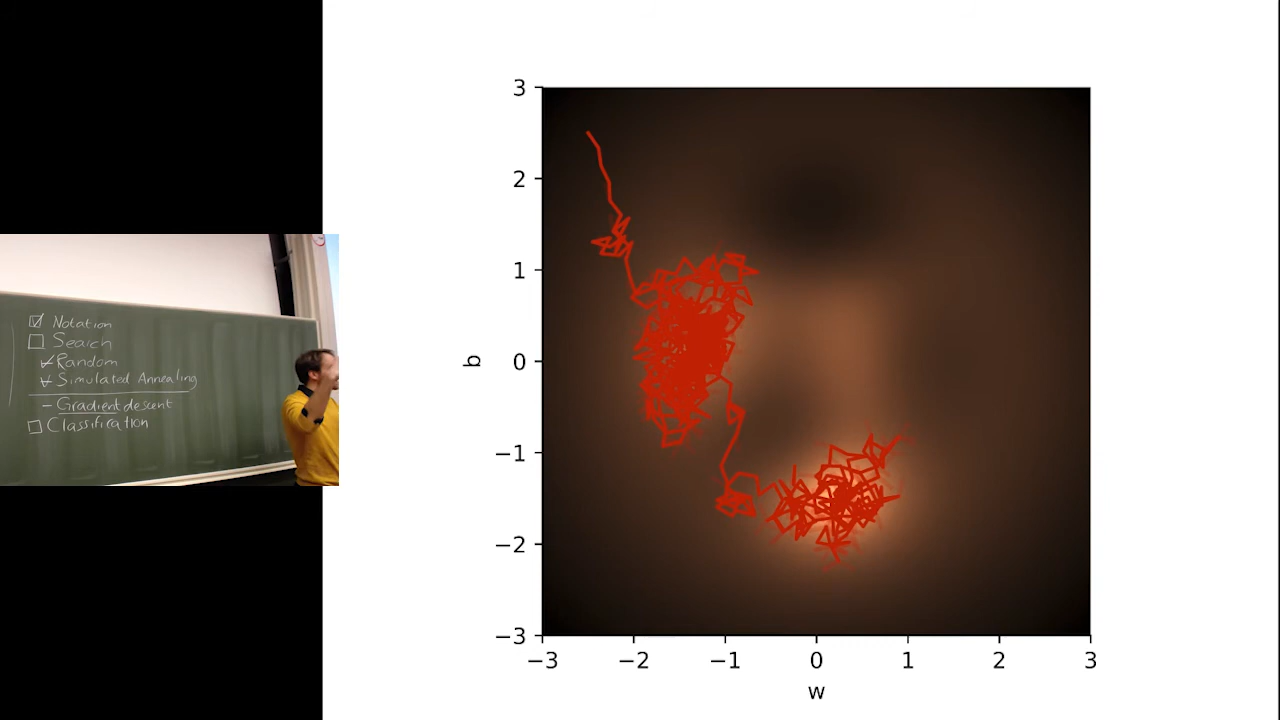 Notation
Search
Random
Simulated Annealing
- Gradient descent
Classification
3
2
1
0
−1
−2
−3
b
−3 −2 −1 0 1 2 3
w